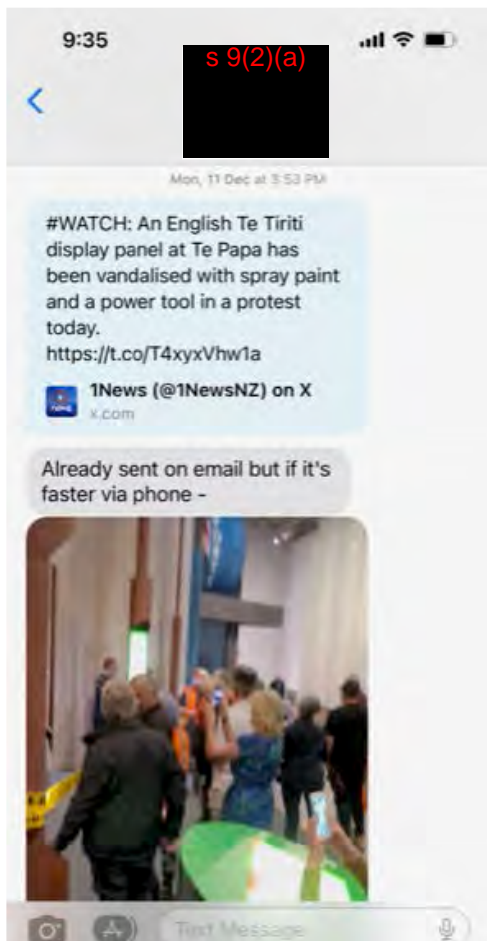 9:35
s 9(2)(a)
Mon, 11 Dec at 3:53 PM
#WATCH: An English Te Tiriti
display panel at Te Papa has
been vandalised with spray paint
and a power tool in a protest
today.
https://t.co/T4xyxVhw1a
1News (@1NewsNZ) on X
x.com
Already sent on email but if it's
faster via phone -
Text Message